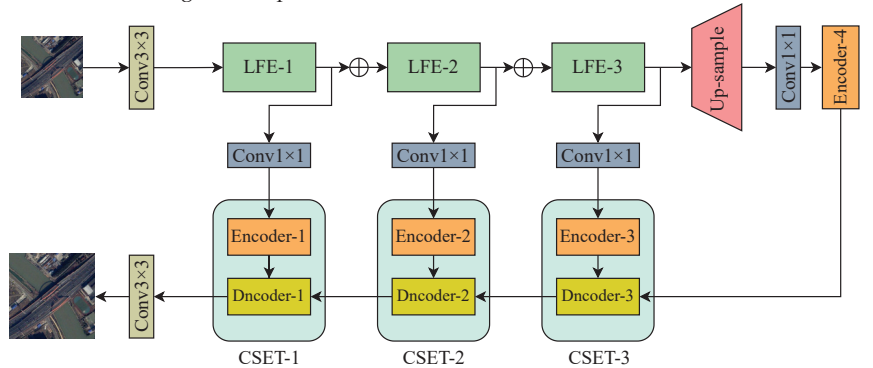 Conv3×3
LFE-1
LFE-2
LFE-3
Up-sample
Conv1×1
Encoder-4
Conv1×1
Conv1×1
Conv1×1
Encoder-1
Encoder-2
Encoder-3
Conv3×3
Dncoder-1
Dncoder-2
Dncoder-3
CSET-1
CSET-2
CSET-3